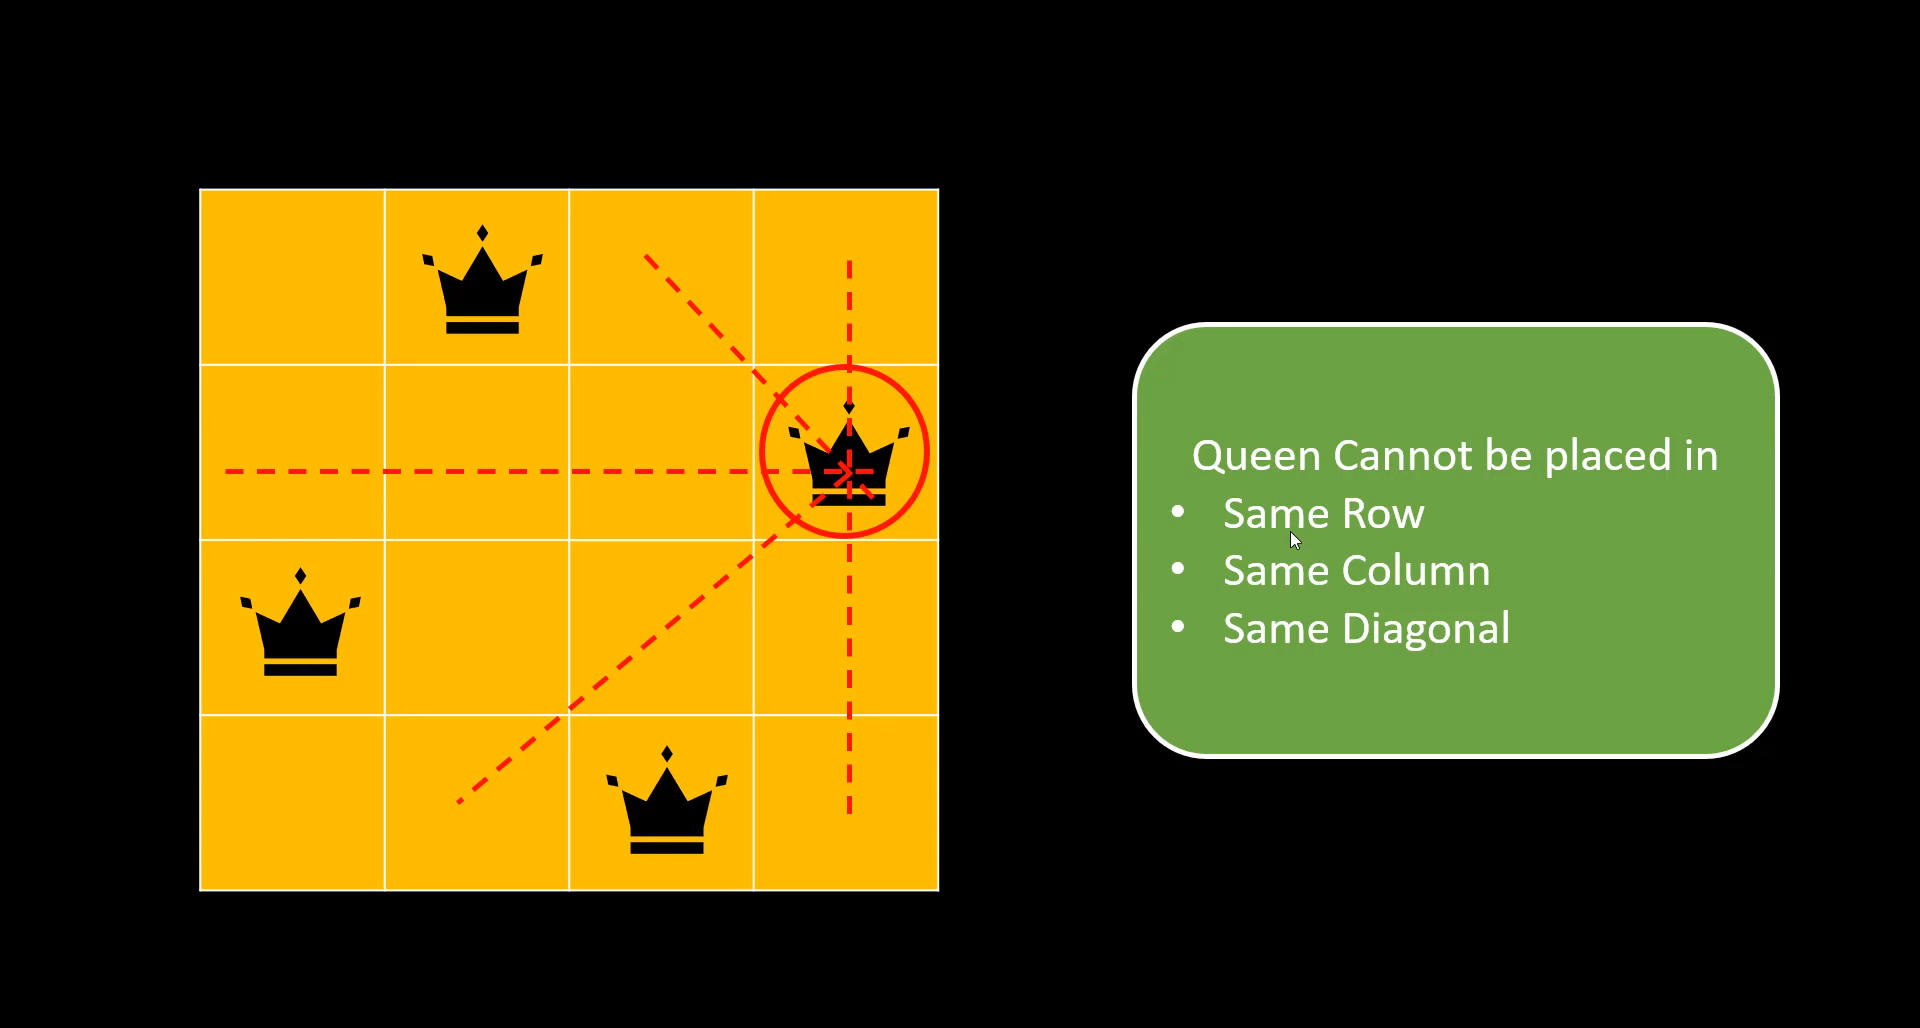 Queen Cannot be placed in
• Same Row
• Same Column
• Same Diagonal